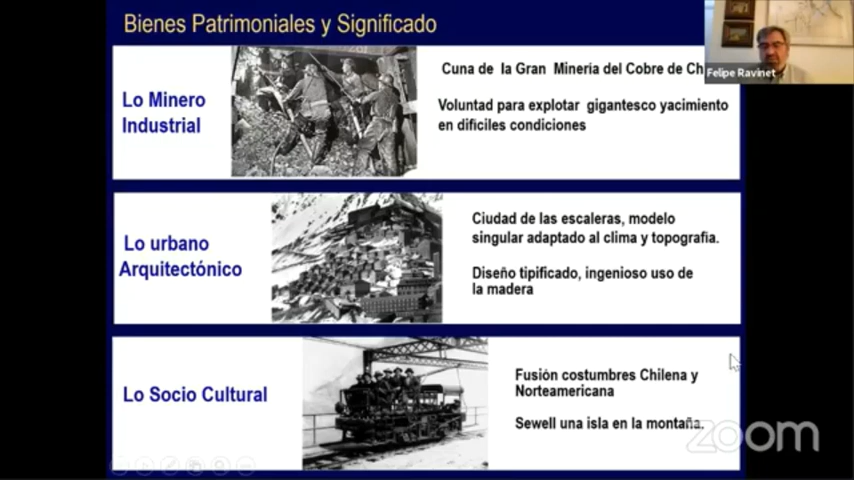 Bienes Patrimoniales y Significado
Felipe Ravinet
Lo Minero
Industrial
Cuna de la Gran Minería del Cobre de Ch
Voluntad para explotar gigantesco yacimiento
en difíciles condiciones
Lo urbano
Arquitectónico
Ciudad de las escaleras, modelo
singular adaptado al clima y topografía.
Diseño tipificado, ingenioso uso de
la madera
Lo Socio Cultural
Fusión costumbres Chilena y
Norteamericana
Sewell una isla en la montaña.
zoom